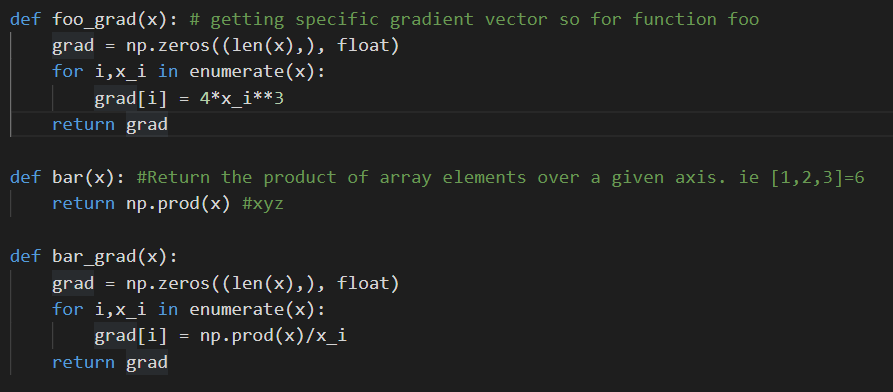 def foo_grad(x): # getting specific gradient vector so for function foo
    grad = np.zeros((len(x),), float)
    for i,x_i in enumerate(x):
        grad[i] = 4*x_i**3
    return grad

def bar(x): #Return the product of array elements over a given axis. ie [1,2,3]=6
    return np.prod(x) #xyz

def bar_grad(x):
    grad = np.zeros((len(x),), float)
    for i,x_i in enumerate(x):
        grad[i] = np.prod(x)/x_i
    return grad